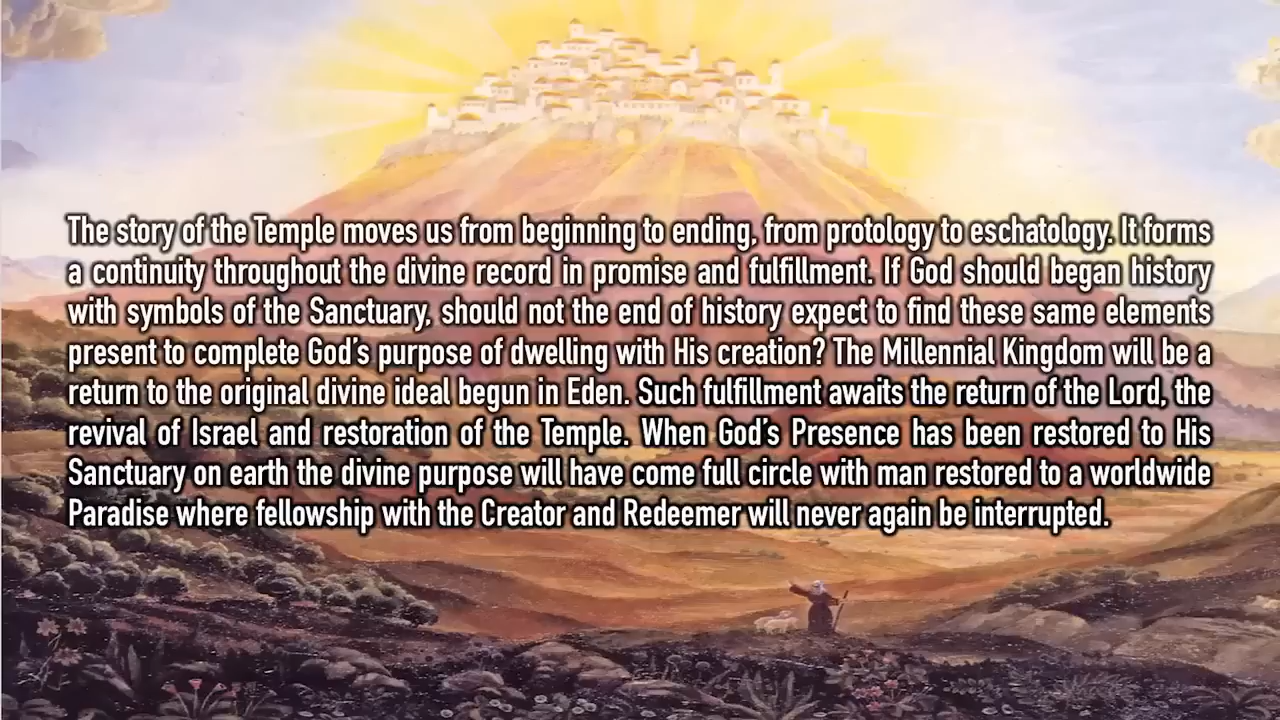 The story of the Temple moves us from beginning to ending, from protology to eschatology. It forms
a continuity throughout the divine record in promise and fulfillment. If God should began history
with symbols of the Sanctuary, should not the end of history expect to find these same elements
present to complete God's purpose of dwelling with His creation? The Millennial Kingdom will be a
return to the original divine ideal begun in Eden. Such fulfillment awaits the return of the Lord, the
revival of Israel and restoration of the Temple. When God's Presence has been restored to His
Sanctuary on earth the divine purpose will have come full circle with man restored to a worldwide
Paradise where fellowship with the Creator and Redeemer will never again be interrupted.